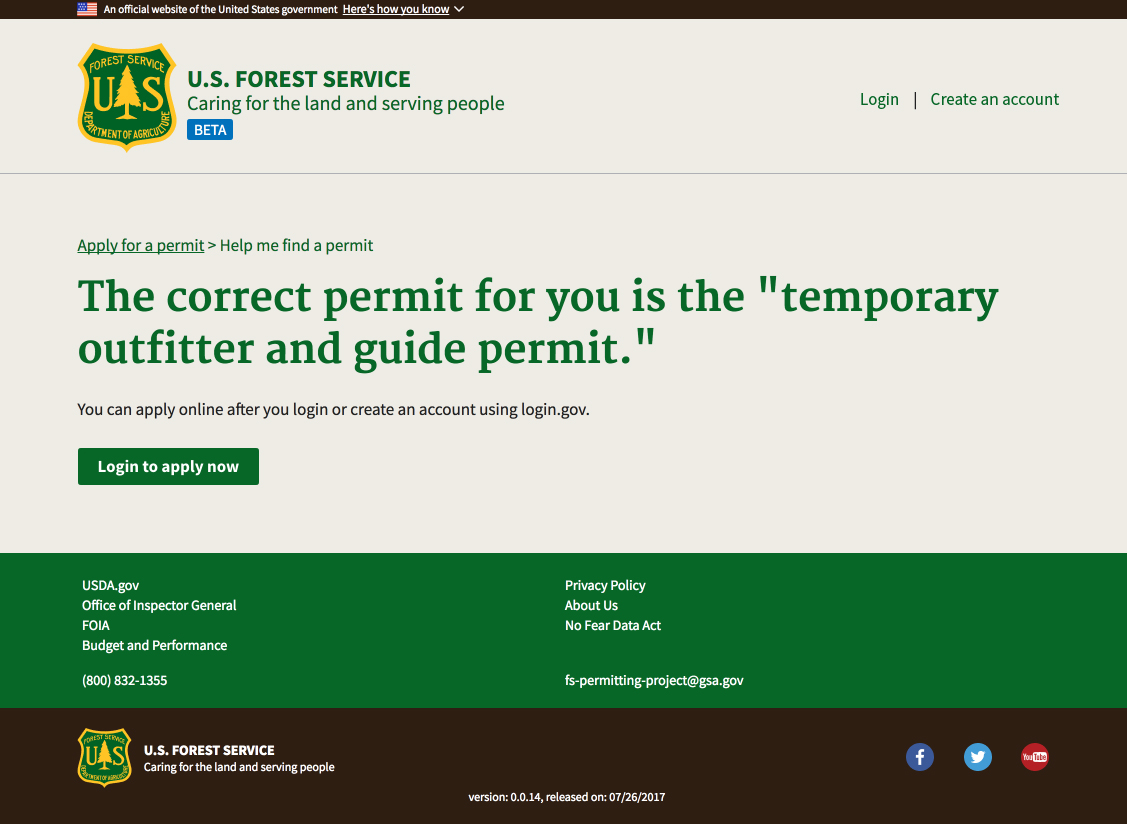 An official website of the United States government Here's how you know
FOREST SERVICE
US
DEPARTMENT OF AGRICULTURE
U.S. FOREST SERVICE
Caring for the land and serving people
BETA
Login | Create an account
Apply for a permit > Help me find a permit
The correct permit for you is the "temporary
outfitter and guide permit."
You can apply online after you login or create an account using login.gov.
Login to apply now
USDA.gov
Office of Inspector General
FOIA
Budget and Performance
(800) 832-1355
Privacy Policy
About Us
No Fear Data Act
fs-permitting-project@gsa.gov
FOREST SERVICE
US
DEPARTMENT OF AGRICULTURE
U.S. FOREST SERVICE
Caring for the land and serving people
You Tube
version: 0.0.14, released on: 07/26/2017